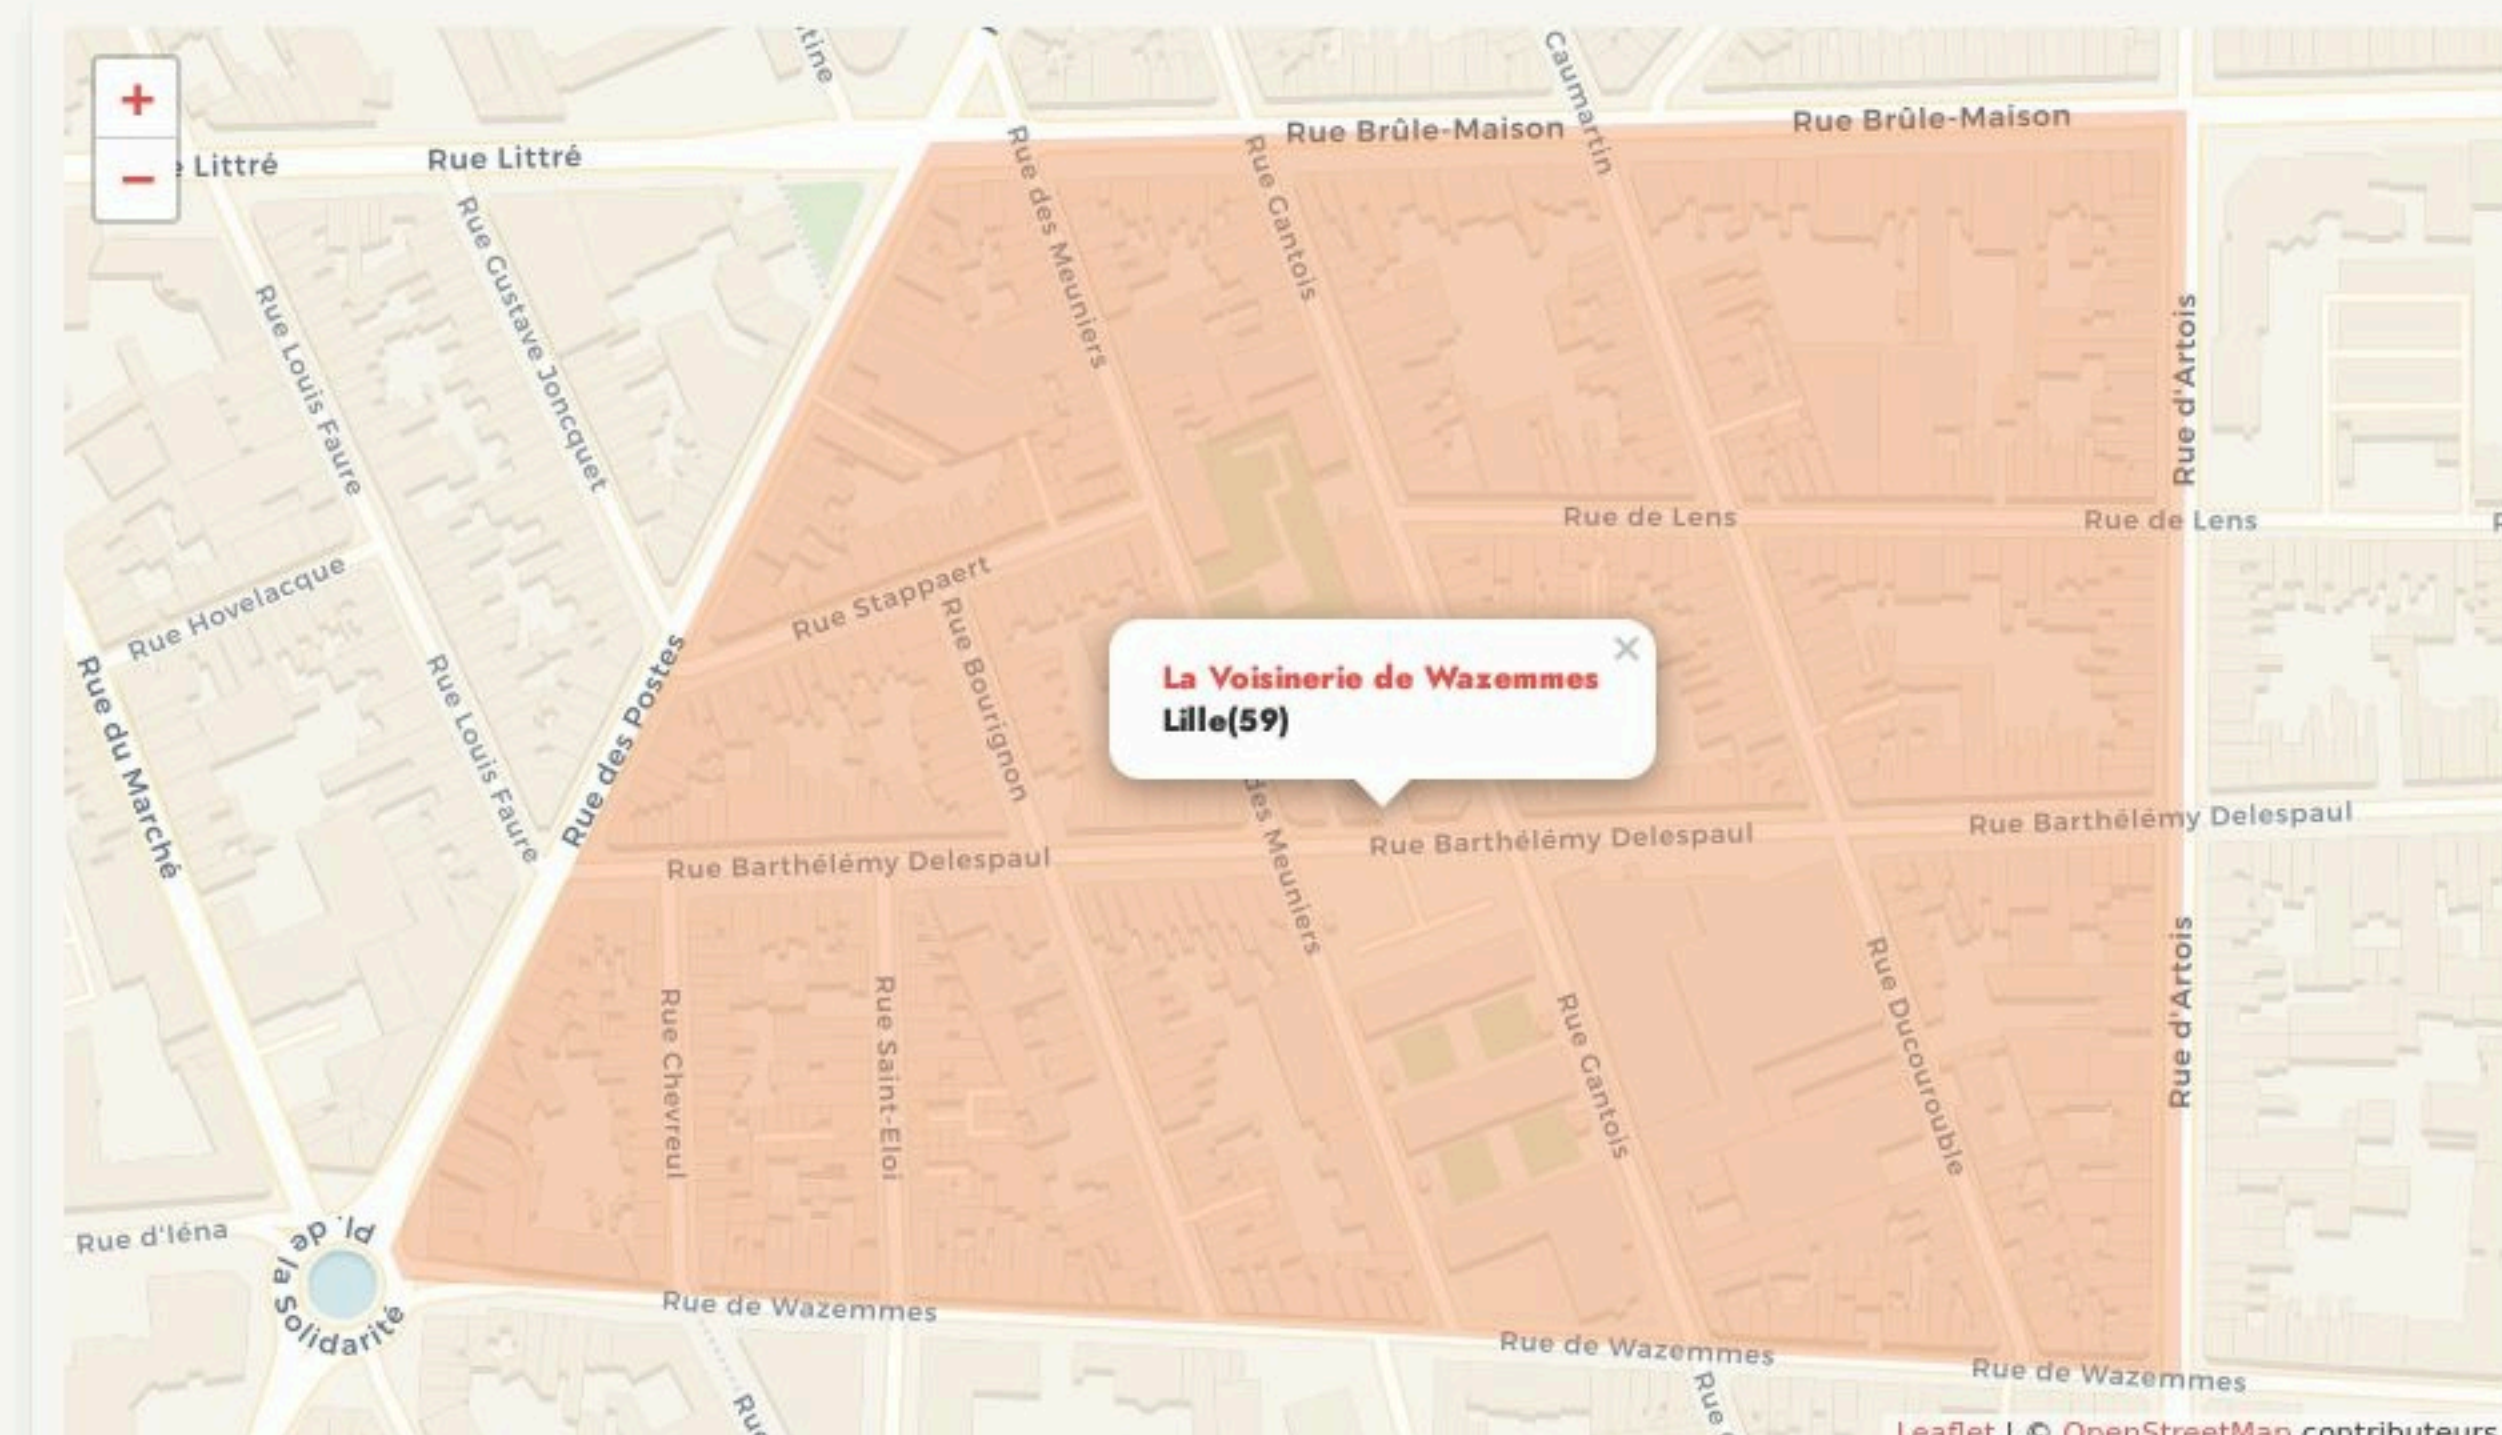 +
−
Littré
Rue Littré
tine
Caumartin
Rue Brûle-Maison
Rue Brûle-Maison
Rue des Meuniers
Rue Gantois
Rue Gustave Joncquet
Rue Louis Faure
Rue d'Artois
Rue de Lens
Rue de Lens
Rue Hovelacque
Rue Stappaert
Rue Bourignon
Rue des Postes
Rue du Marché
Rue Louis Faure
La Voisinerie de Wazemmes
Lille(59)
×
des Meuniers
Rue Barthélémy Delespaul
Rue Barthélémy Delespaul
Rue Barthélémy Delespaul
Rue Chevreul
Rue Saint-Eloi
Rue Gantois
Rue Ducourouble
Rue d'Artois
Rue d'Iéna
Pl. de
la Solidarité
Rue de Wazemmes
Rue de Wazemmes
Rue de Wazemmes
Rue
Rue
Leaflet | © OpenStreetMap contributeurs